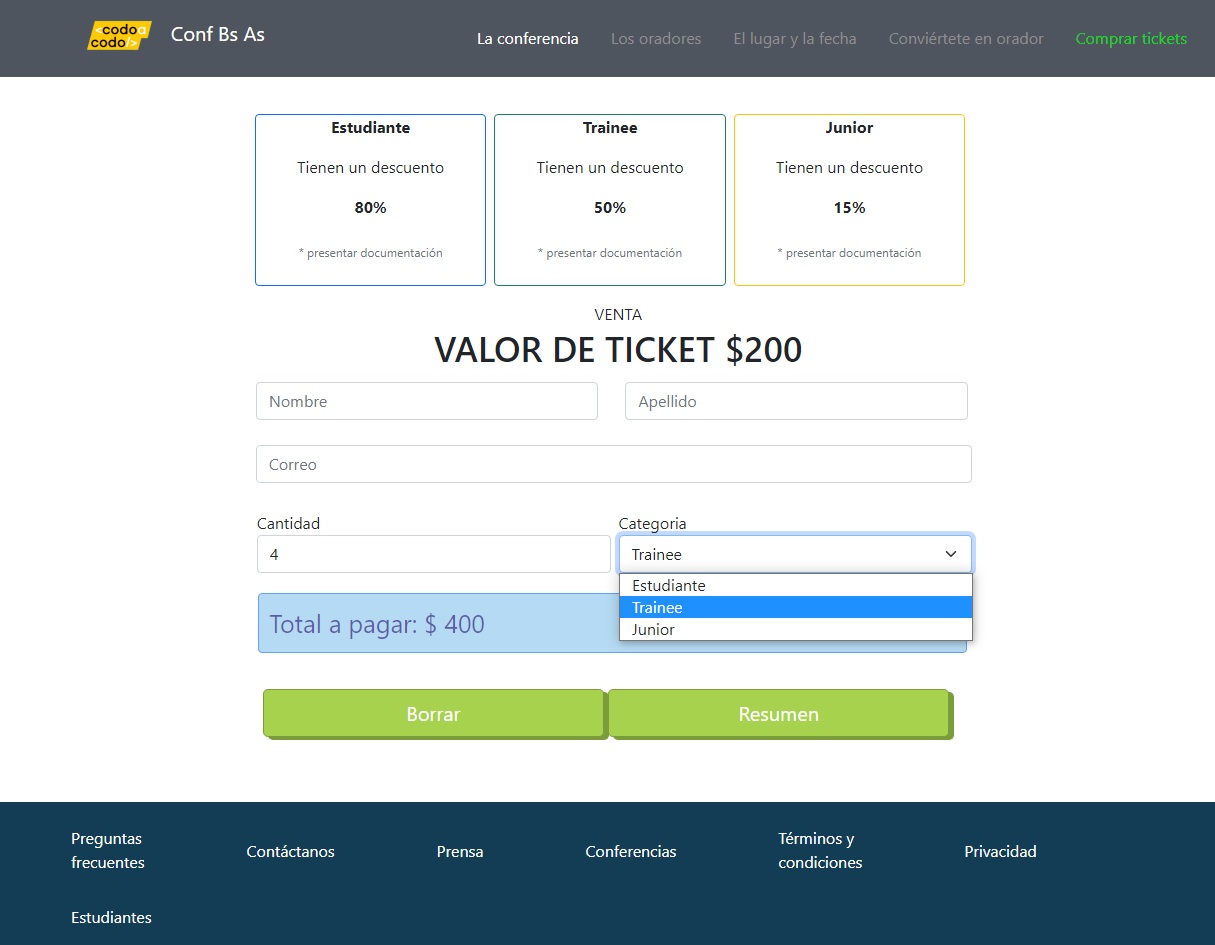 <codo a
codo/>
Conf Bs As
La conferencia
Los oradores
El lugar y la fecha
Conviértete en orador
Comprar tickets
Estudiante
Tienen un descuento
80%
* presentar documentación
Trainee
Tienen un descuento
50%
* presentar documentación
Junior
Tienen un descuento
15%
* presentar documentación
VENTA
VALOR DE TICKET $200
Nombre
Apellido
Correo
Cantidad
4
Categoria
Trainee
Estudiante
Trainee
Junior
Total a pagar: $ 400
Borrar
Resumen
Preguntas
frecuentes
Contáctanos
Prensa
Conferencias
Términos y
condiciones
Privacidad
Estudiantes